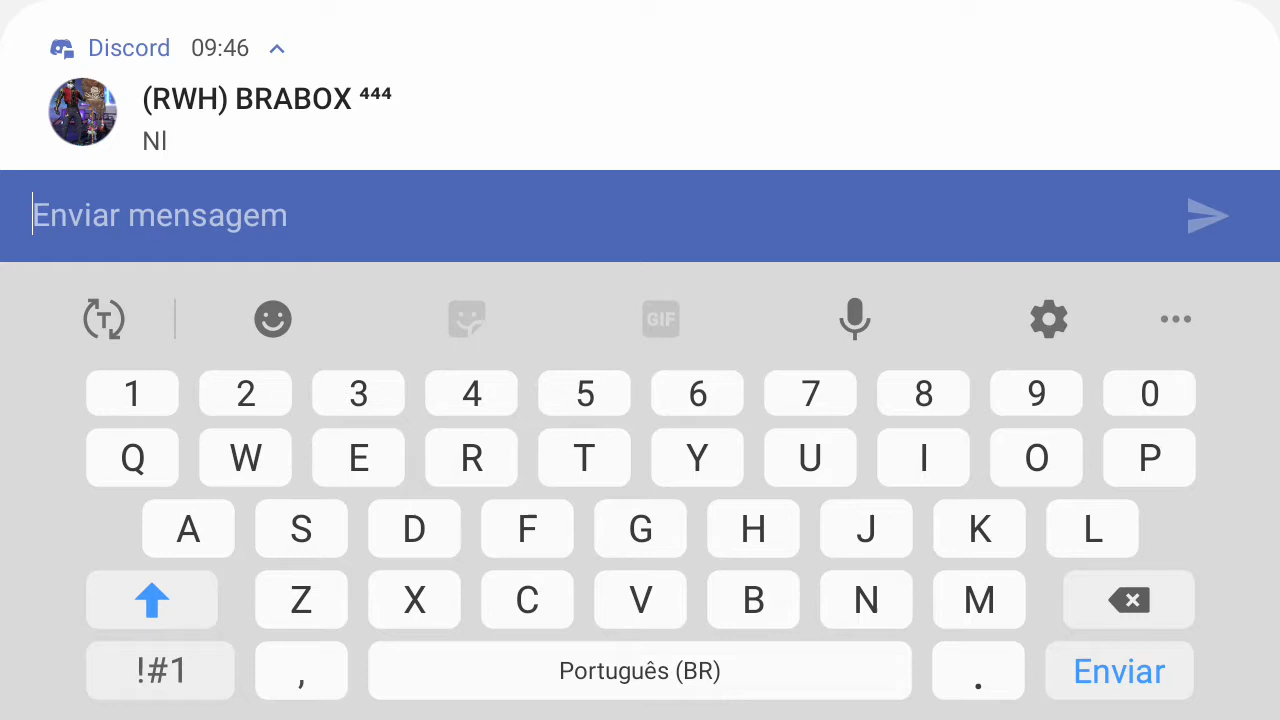 Discord 09:46
(RWH) BRABOX ⁴⁴⁴
Nl
Enviar mensagem
T
GIF
1 2 3 4 5 6 7 8 9 0
Q W E R T Y U I O P
A S D F G H J K L
Z X C V B N M
!#1 , Português (BR) . Enviar